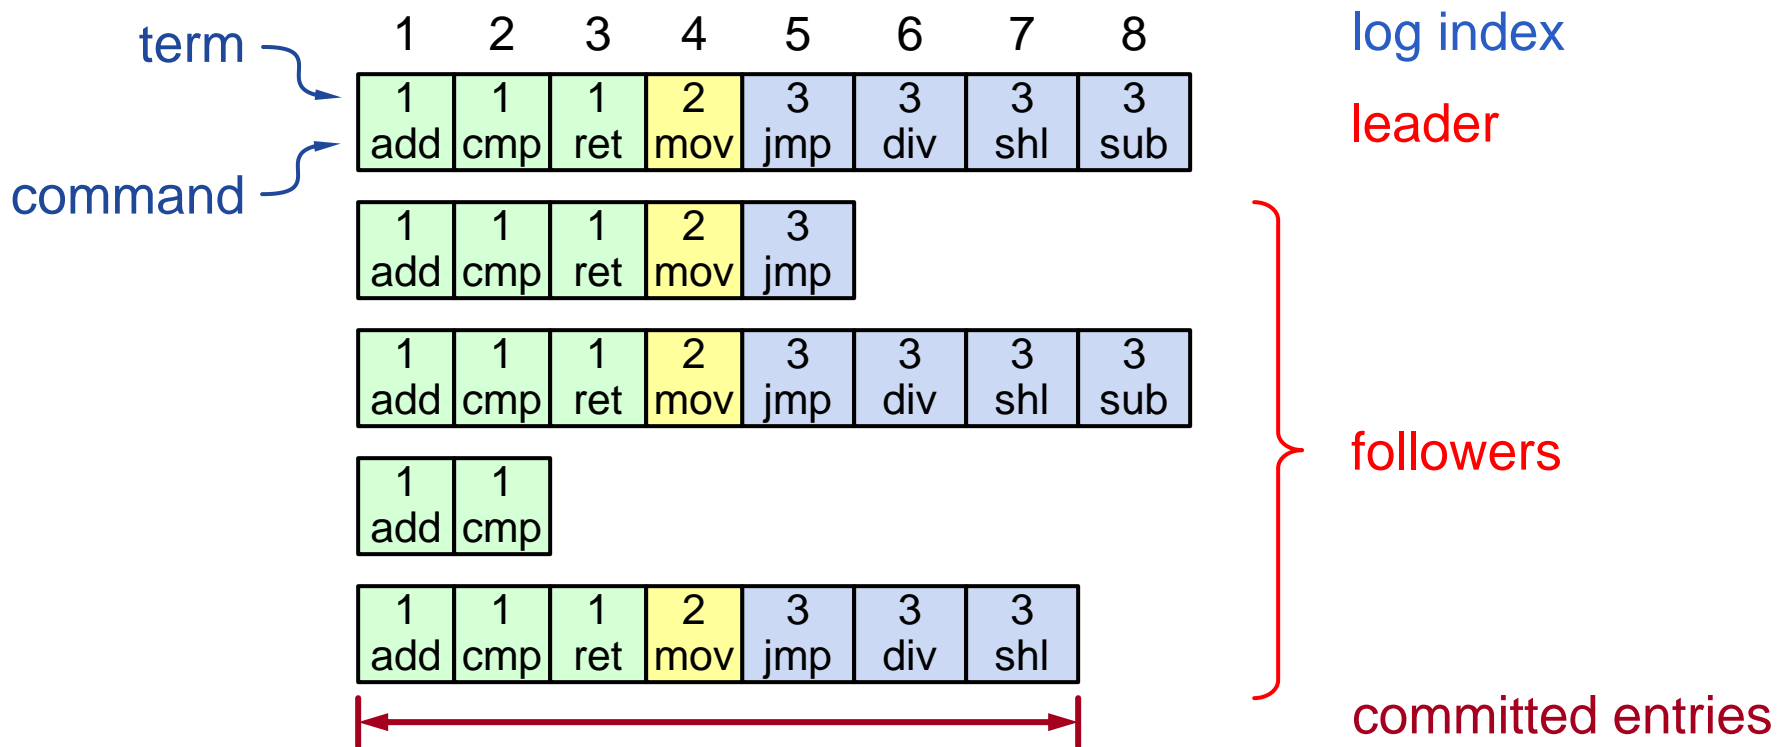 term
1 2 3 4 5 6 7 8 log index
1 1 1 2 3 3 3 3
add cmp ret mov jmp div shl sub
leader
command
1 1 1 2 3
add cmp ret mov jmp
1 1 1 2 3 3 3 3
add cmp ret mov jmp div shl sub
followers
1 1
add cmp
1 1 1 2 3 3 3
add cmp ret mov jmp div shl
committed entries